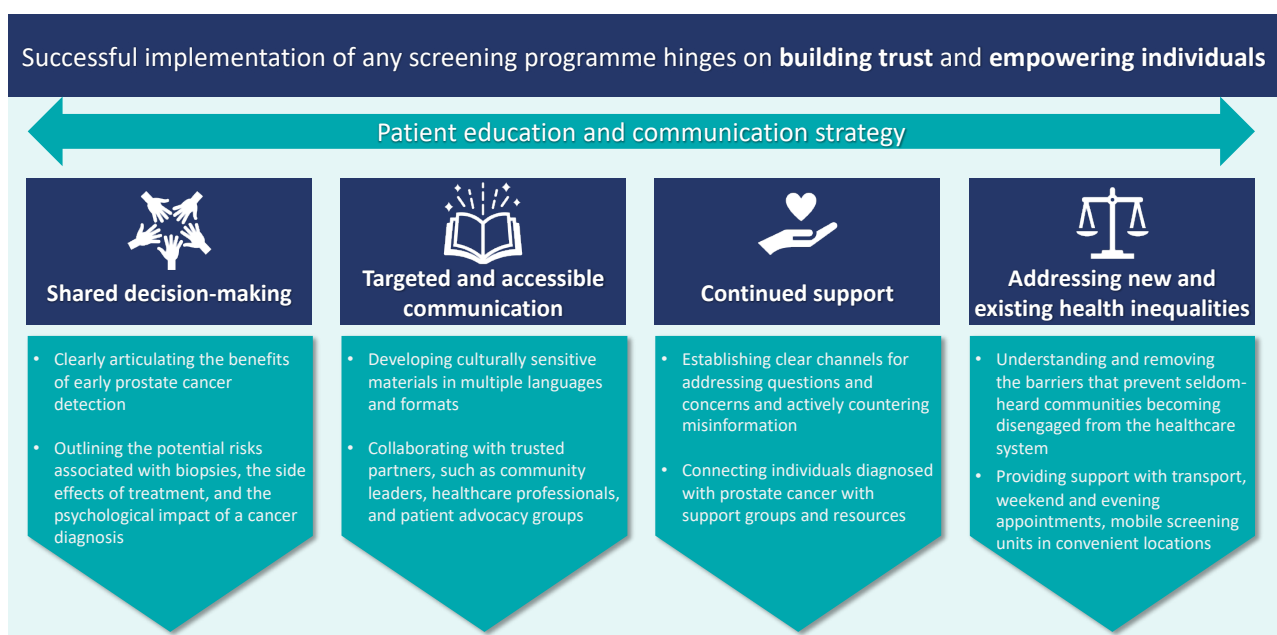 Successful implementation of any screening programme hinges on building trust and empowering individuals
Patient education and communication strategy
Shared decision-making
• Clearly articulating the benefits
of early prostate cancer
detection
• Outlining the potential risks
associated with biopsies, the side
effects of treatment, and the
psychological impact of a cancer
diagnosis
Targeted and accessible
communication
• Developing culturally sensitive
materials in multiple languages
and formats
• Collaborating with trusted
partners, such as community
leaders, healthcare professionals,
and patient advocacy groups
Continued support
• Establishing clear channels for
addressing questions and
concerns and actively countering
misinformation
• Connecting individuals diagnosed
with prostate cancer with
support groups and resources
Addressing new and
existing health inequalities
• Understanding and removing
the barriers that prevent seldom-
heard communities becoming
disengaged from the healthcare
system
• Providing support with transport,
weekend and evening
appointments, mobile screening
units in convenient locations